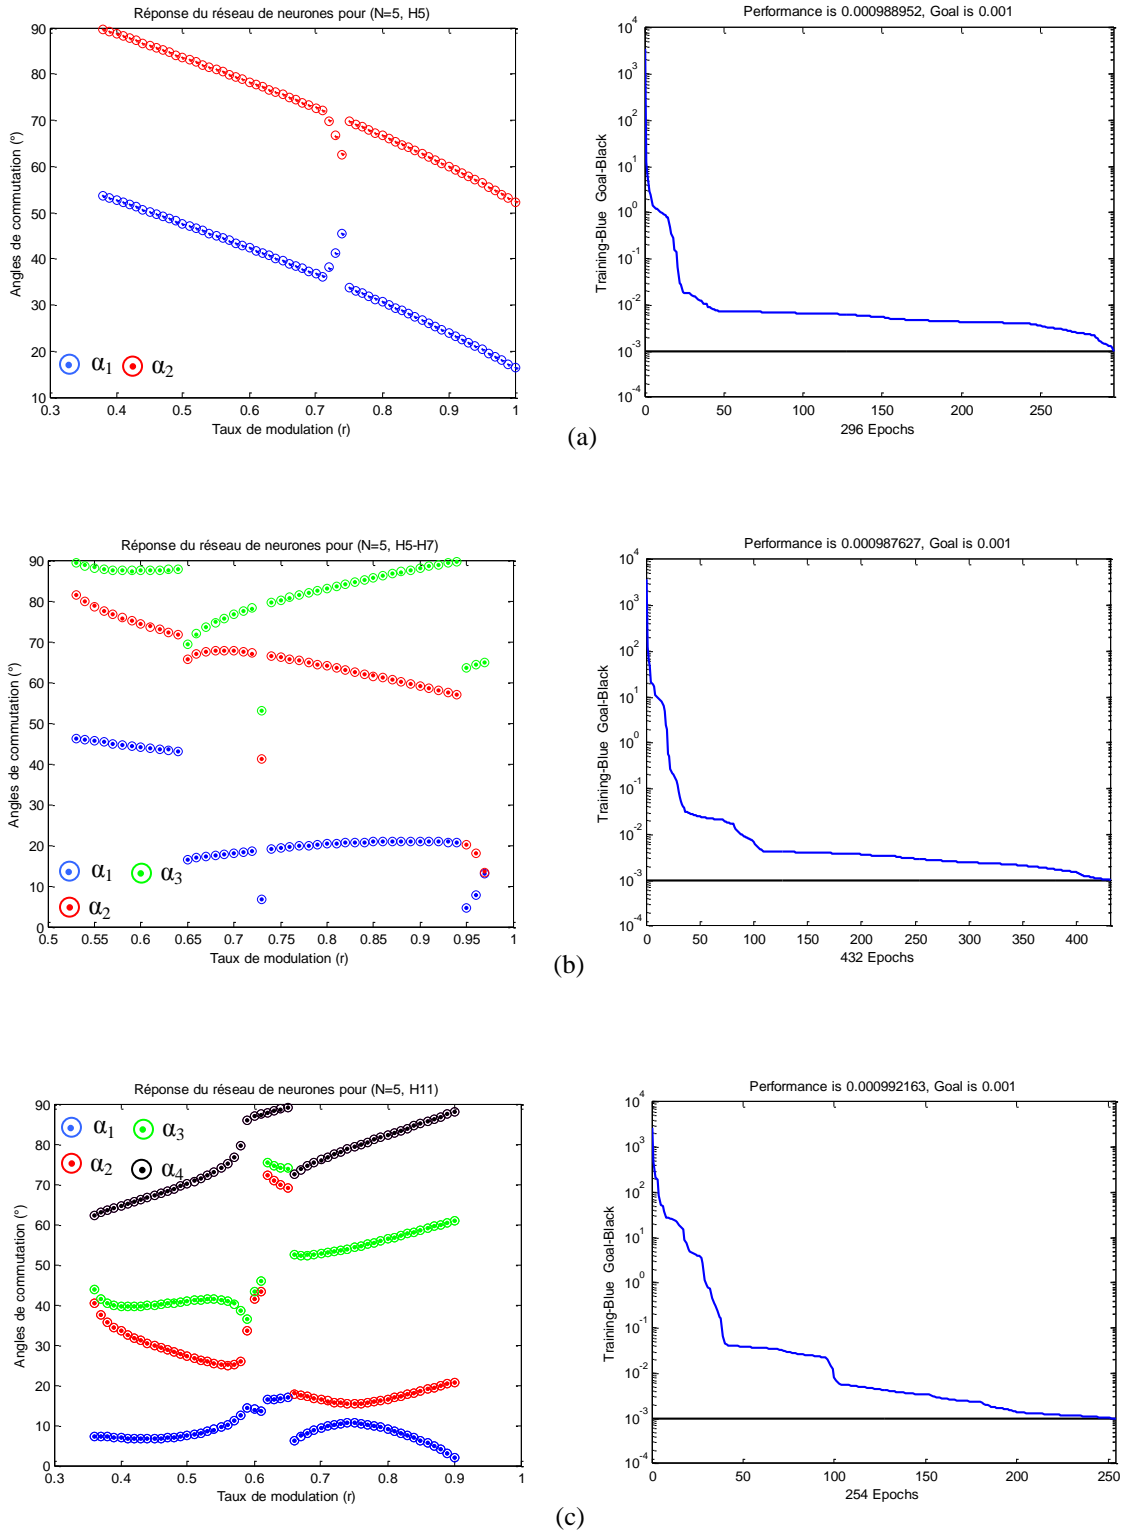 Réponse du réseau de neurones pour (N=5, H5)
90
80
70
60
50
40
30
20
10
0.3 0.4 0.5 0.6 0.7 0.8 0.9 1
Angles de commutation (°)
Taux de modulation (r)
α1 α2
Performance is 0.000988952, Goal is 0.001
10^4
10^3
10^2
10^1
10^0
10^-1
10^-2
10^-3
10^-4
0 50 100 150 200 250
Training-Blue Goal-Black
296 Epochs
(a)
Réponse du réseau de neurones pour (N=5, H5-H7)
90
80
70
60
50
40
30
20
10
0
0.5 0.55 0.6 0.65 0.7 0.75 0.8 0.85 0.9 0.95 1
Angles de commutation (°)
Taux de modulation (r)
α1 α3
α2
Performance is 0.000987627, Goal is 0.001
10^4
10^3
10^2
10^1
10^0
10^-1
10^-2
10^-3
10^-4
0 50 100 150 200 250 300 350 400
Training-Blue Goal-Black
432 Epochs
(b)
Réponse du réseau de neurones pour (N=5, H11)
90
80
70
60
50
40
30
20
10
0
0.3 0.4 0.5 0.6 0.7 0.8 0.9 1
Angles de commutation (°)
Taux de modulation (r)
α1 α3
α2 α4
Performance is 0.000992163, Goal is 0.001
10^4
10^3
10^2
10^1
10^0
10^-1
10^-2
10^-3
10^-4
0 50 100 150 200 250
Training-Blue Goal-Black
254 Epochs
(c)